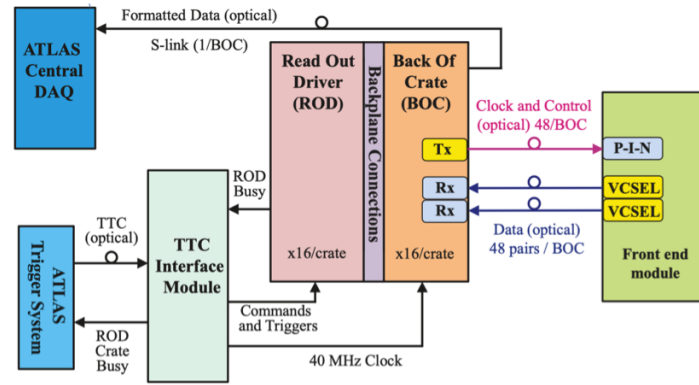 Formatted Data (optical)
S-link (1/BOC)
ATLAS
Central
DAQ
Read Out
Driver
(ROD)
Backplane Connections
Back Of
Crate
(BOC)
Clock and Control
(optical) 48/BOC
Tx
P-I-N
Rx
VCSEL
Rx
VCSEL
Data (optical)
48 pairs / BOC
Front end
module
x16/crate
x16/crate
ROD
Busy
TTC
(optical)
TTC
Interface
Module
ATLAS
Trigger System
ROD
Crate
Busy
Commands
and Triggers
40 MHz Clock